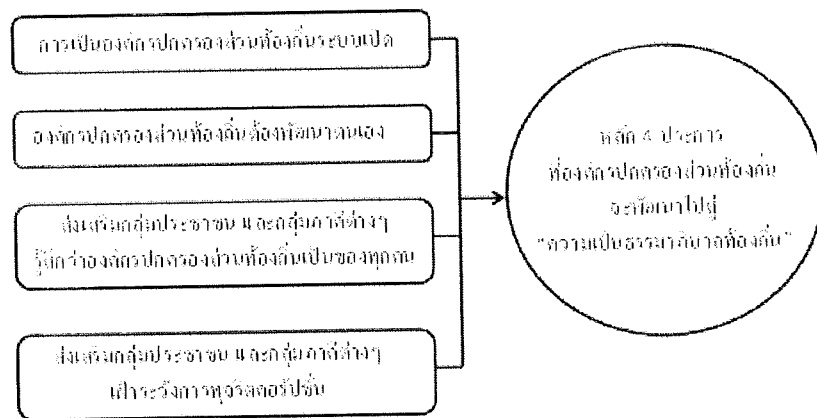 การเป็นองค์กรปกครองส่วนท้องถิ่นระบบเปิด
องค์กรปกครองส่วนท้องถิ่นต้องพัฒนาตนเอง
ส่งเสริมกลุ่มประชาชน และกลุ่มภาคีต่างๆ
รู้สึกว่าองค์กรปกครองส่วนท้องถิ่นเป็นของทุกคน
ส่งเสริมกลุ่มประชาชน และกลุ่มภาคีต่างๆ
เฝ้าระวังการทุจริตคอรัปชั่น
หลัก 4 ประการ
ที่องค์กรปกครองส่วนท้องถิ่น
จะพัฒนาไปสู่
“ความเป็นธรรมาภิบาลท้องถิ่น”